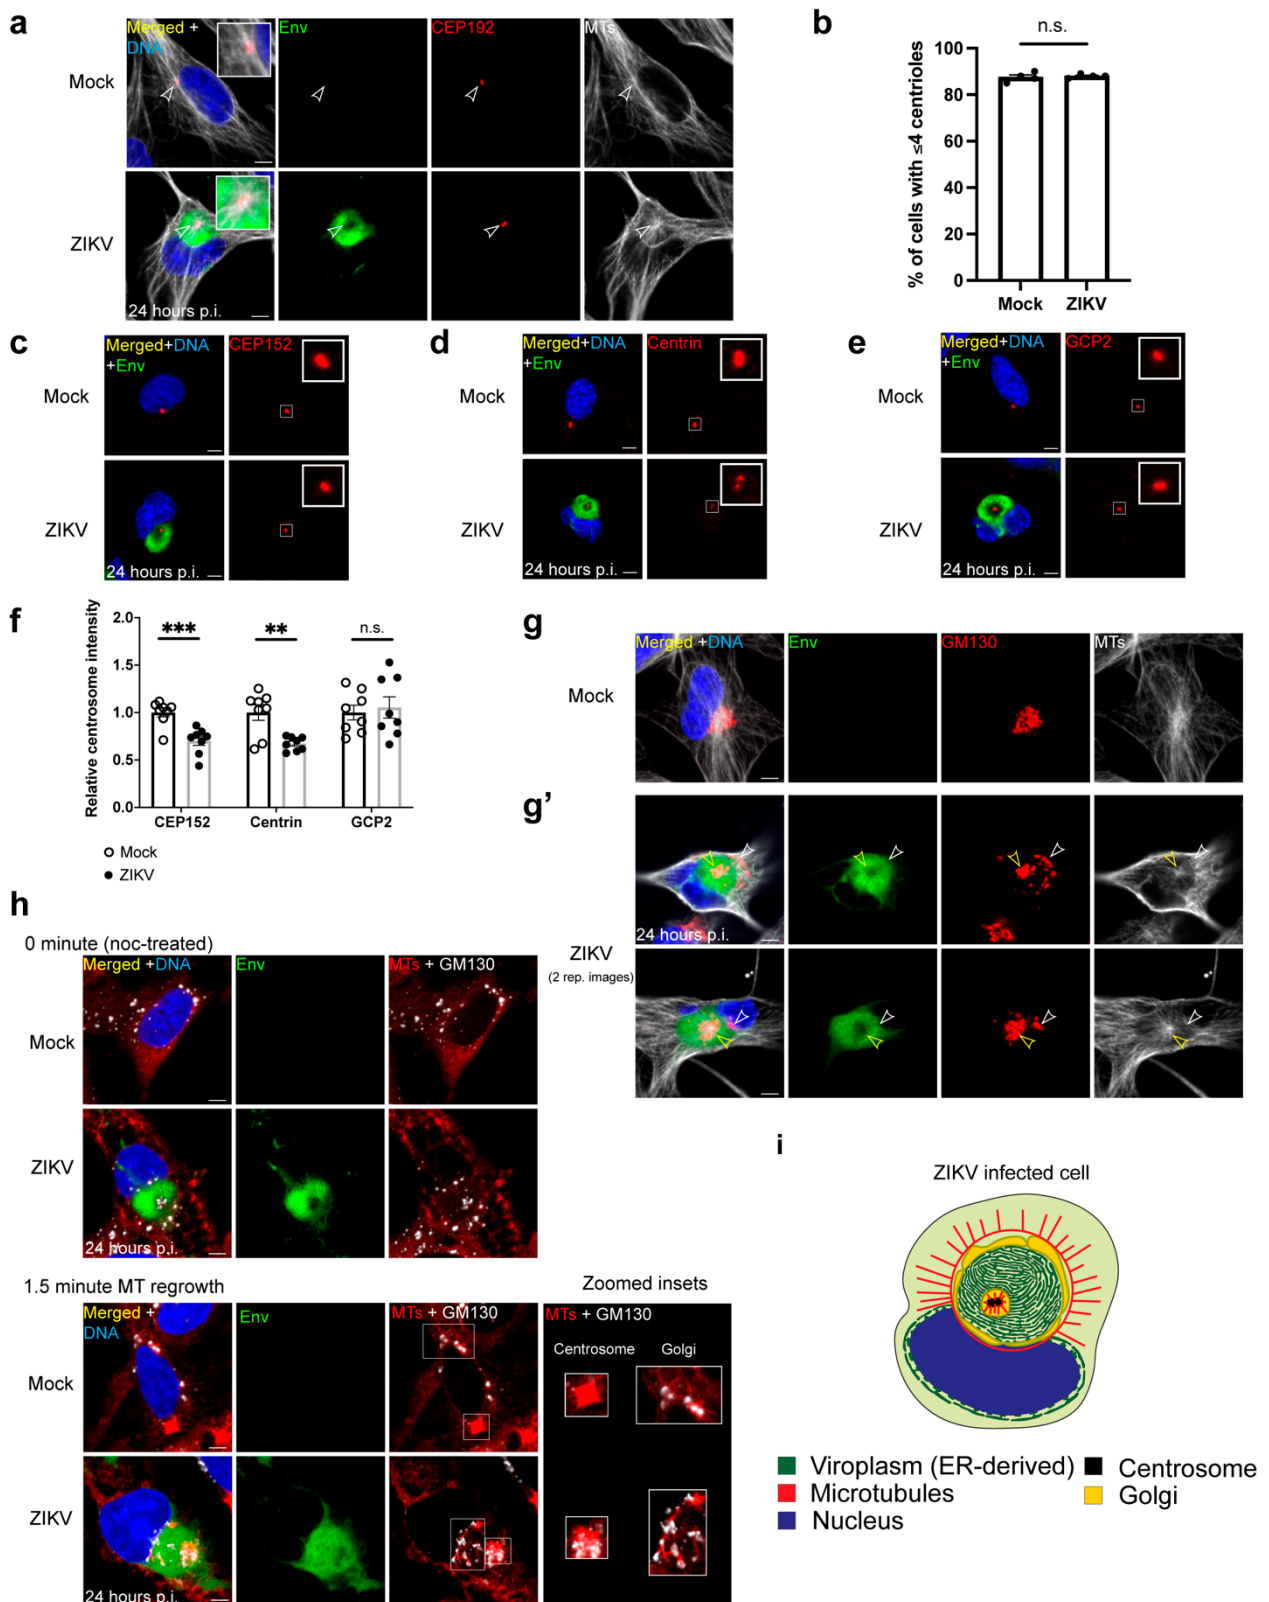 a
Merged +
DNA
Env
CEP192
MTs
Mock
ZIKV
24 hours p.i.
b
n.s.
% of cells with ≤4 centrioles
100
80
60
40
20
0
Mock
ZIKV
c
Merged+DNA
+Env
CEP152
Mock
ZIKV
24 hours p.i.
d
Merged+DNA
+Env
Centrin
Mock
ZIKV
24 hours p.i.
e
Merged+DNA
+Env
GCP2
Mock
ZIKV
24 hours p.i.
f
Relative centrosome intensity
2.0
1.5
1.0
0.5
0.0
***
**
n.s.
CEP152
Centrin
GCP2
Mock
ZIKV
g
Merged +DNA
Env
GM130
MTs
Mock
g’
24 hours p.i.
ZIKV
(2 rep. images)
h
0 minute (noc-treated)
Merged +DNA
Env
MTs + GM130
Mock
ZIKV
24 hours p.i.
1.5 minute MT regrowth
Zoomed insets
Merged +
DNA
Env
MTs + GM130
MTs + GM130
Centrosome
Golgi
Mock
ZIKV
24 hours p.i.
i
ZIKV infected cell
Viroplasm (ER-derived)
Microtubules
Nucleus
Centrosome
Golgi